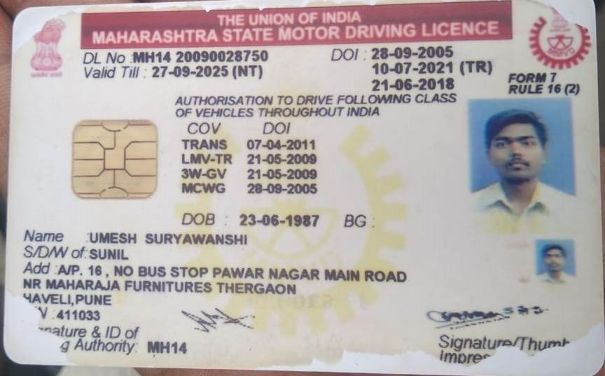 THE UNION OF INDIA
MAHARASHTRA STATE MOTOR DRIVING LICENCE
DL No :MH14 20090028750 DOI : 28-09-2005
Valid Till : 27-09-2025 (NT) 10-07-2021 (TR)
21-06-2018
FORM 7
RULE 16 (2)
AUTHORISATION TO DRIVE FOLLOWING CLASS
OF VEHICLES THROUGHOUT INDIA
COV DOI
TRANS 07-04-2011
LMV-TR 21-05-2009
3W-GV 21-05-2009
MCWG 28-09-2005
DOB : 23-06-1987 BG :
Name :UMESH SURYAWANSHI
S/D/W of :SUNIL
Add :A/P. 16 , NO BUS STOP PAWAR NAGAR MAIN ROAD
NR MAHARAJA FURNITURES THERGAON
HAVELI,PUNE
N :411033
nature & ID of
g Authority: MH14
Signature/Thumb
Impres